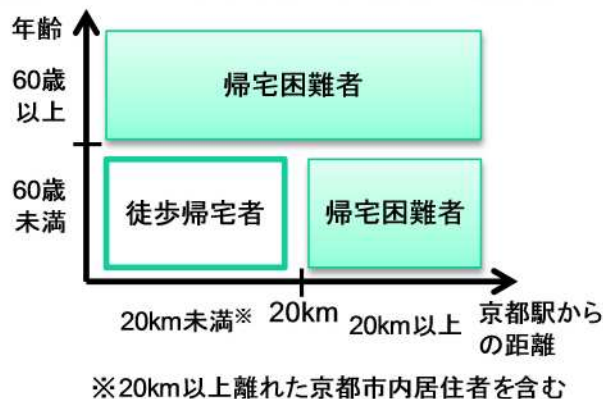 年齢
60歳
以上
帰宅困難者
60歳
未満
徒歩帰宅者
帰宅困難者
20km未満※
20km
20km以上
京都駅から
の距離
※20km以上離れた京都市内居住者を含む